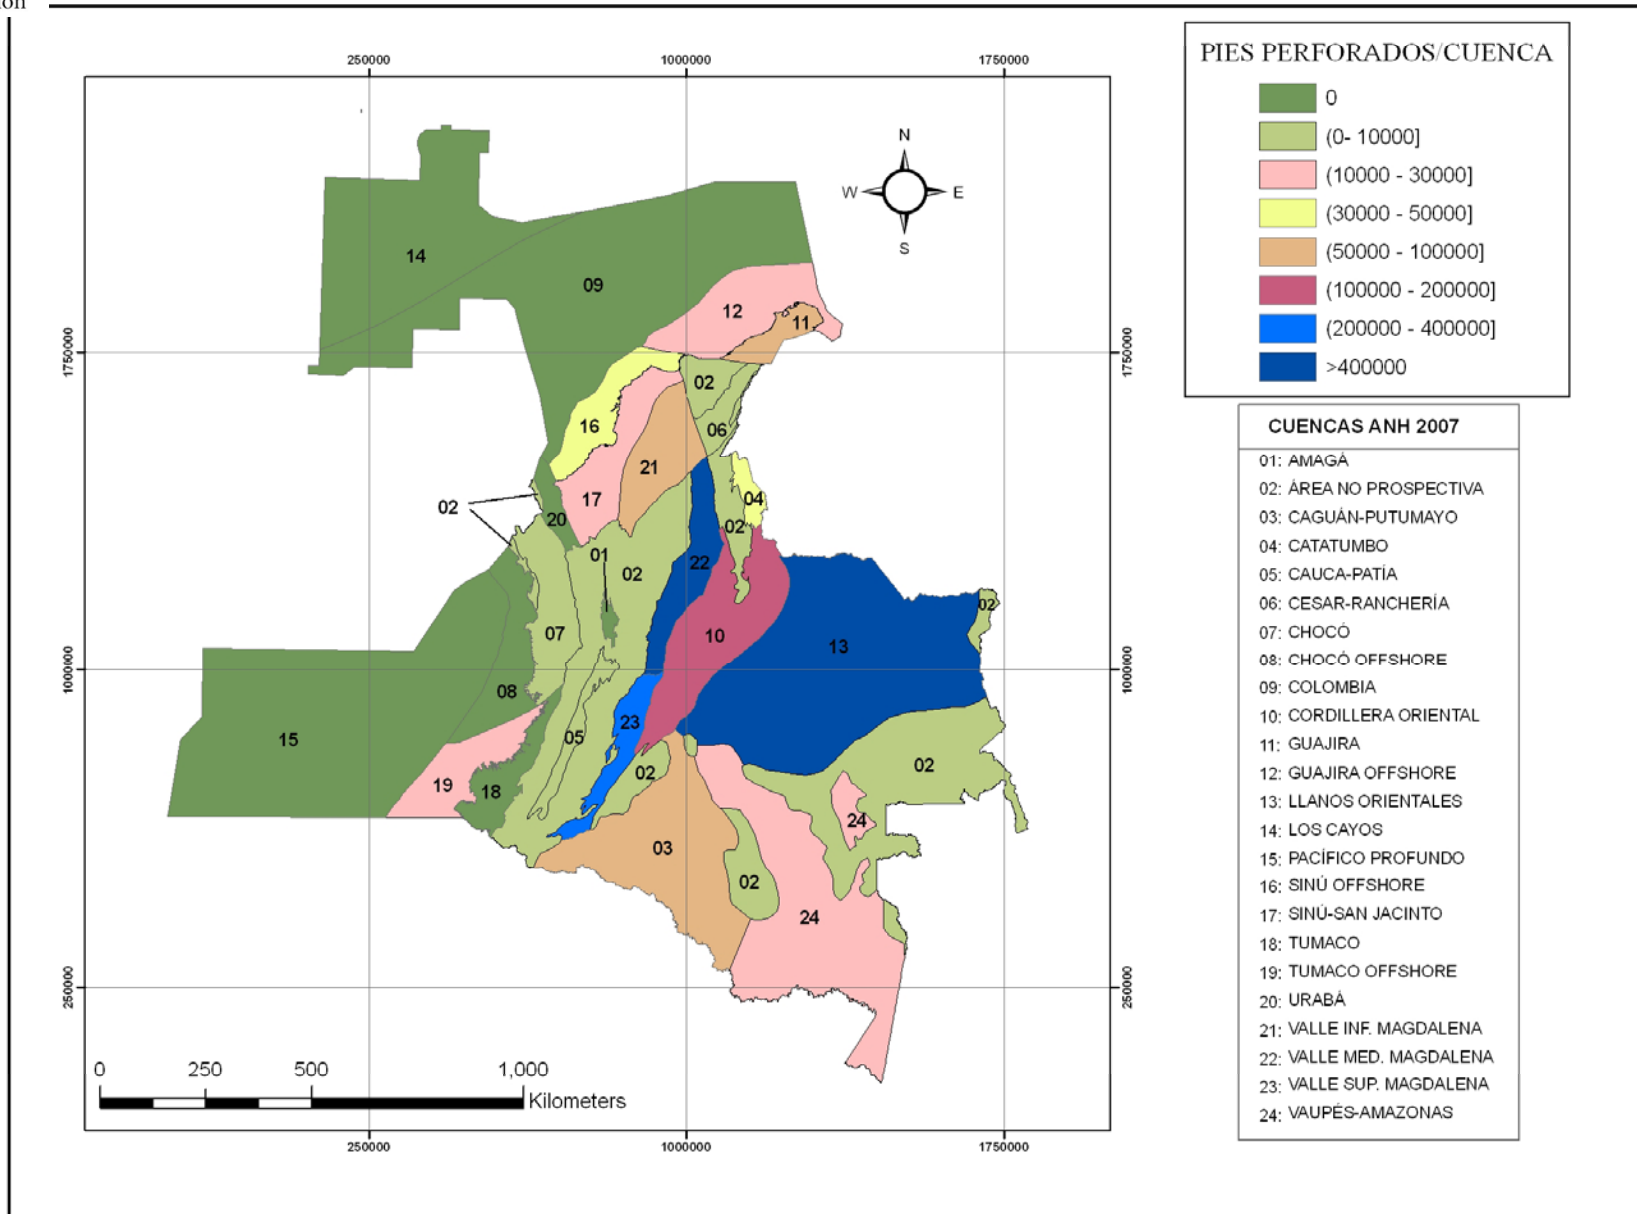 ión
PIES PERFORADOS/CUENCA
0
(0- 10000]
(10000 - 30000]
(30000 - 50000]
(50000 - 100000]
(100000 - 200000]
(200000 - 400000]
>400000
CUENCAS ANH 2007
01: AMAGÁ
02: ÁREA NO PROSPECTIVA
03: CAGUÁN-PUTUMAYO
04: CATATUMBO
05: CAUCA-PATÍA
06: CESAR-RANCHERÍA
07: CHOCÓ
08: CHOCÓ OFFSHORE
09: COLOMBIA
10: CORDILLERA ORIENTAL
11: GUAJIRA
12: GUAJIRA OFFSHORE
13: LLANOS ORIENTALES
14: LOS CAYOS
15: PACÍFICO PROFUNDO
16: SINÚ OFFSHORE
17: SINÚ-SAN JACINTO
18: TUMACO
19: TUMACO OFFSHORE
20: URABÁ
21: VALLE INF. MAGDALENA
22: VALLE MED. MAGDALENA
23: VALLE SUP. MAGDALENA
24: VAUPÉS-AMAZONAS
250000 1000000 1750000
N
W E
S
14
09
12
11
1750000 1750000
02
16
06
21
17
04
02
20
02
01
02
22
02
07
10
13
1000000 1000000
08
23
05
15
02
02
19
18
24
03
02
24
250000 250000
0 250 500 1,000
Kilometers
250000 1000000 1750000